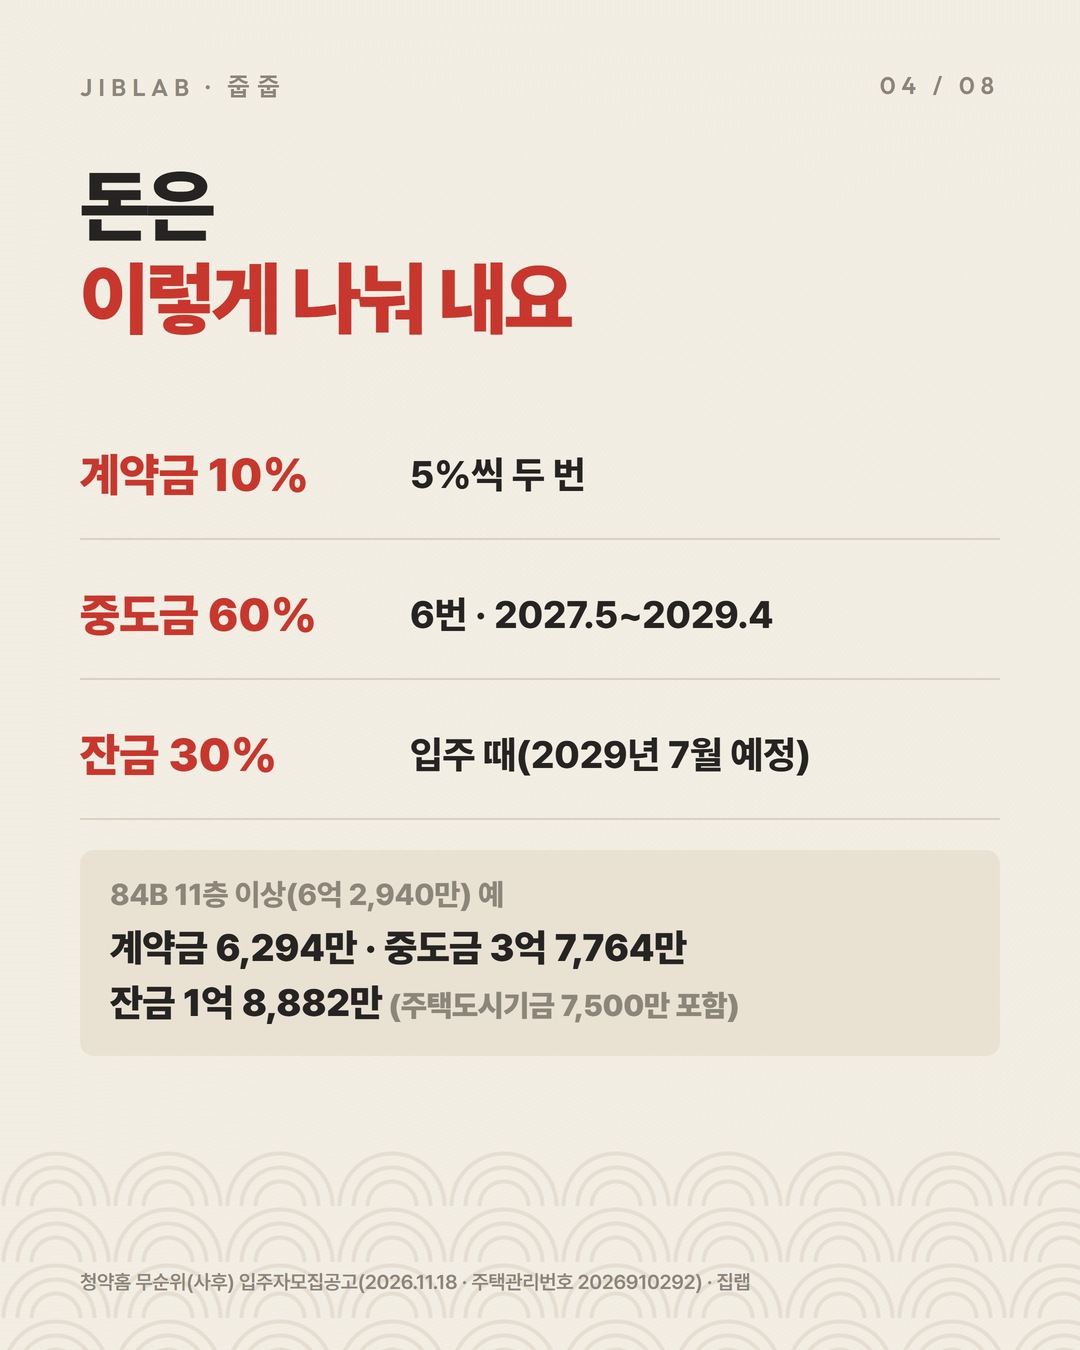 JIBLAB · 줍줍
04 / 08
돈은
이렇게 나눠 내요
계약금 10%
5%씩 두 번
중도금 60%
6번 · 2027.5~2029.4
잔금 30%
입주 때(2029년 7월 예정)
84B 11층 이상(6억 2,940만) 예
계약금 6,294만 · 중도금 3억 7,764만
잔금 1억 8,882만 (주택도시기금 7,500만 포함)
청약홈 무순위(사후) 입주자모집공고(2026.11.18 · 주택관리번호 2026910292) · 집랩